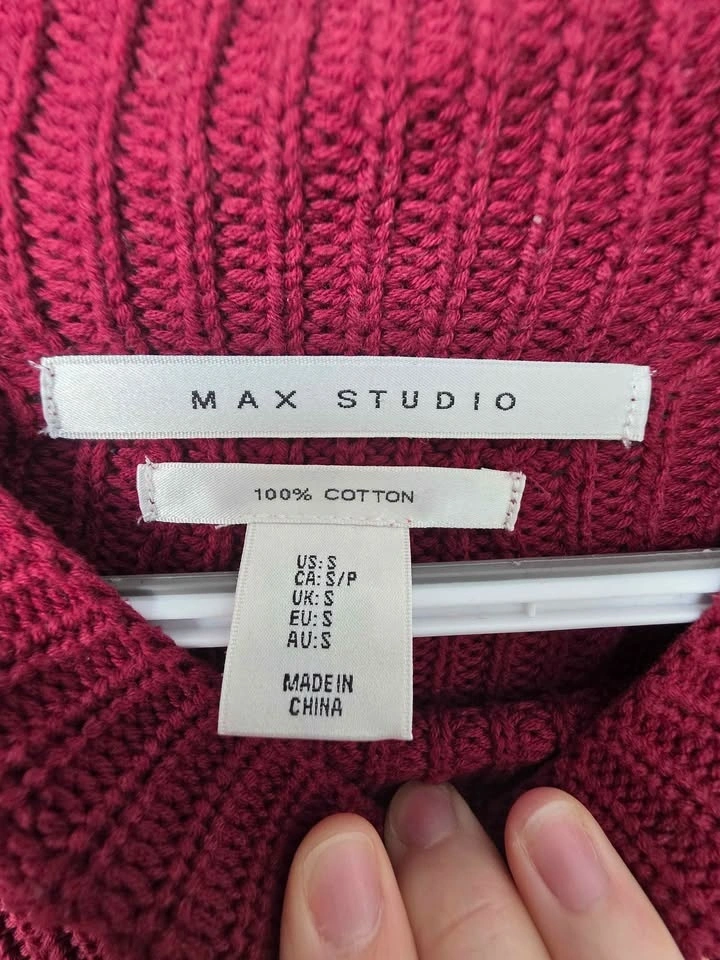 MAX STUDIO
100% COTTON
US: S
CA: S/P
UK: S
EU: S
AU: S
MADE IN
CHINA